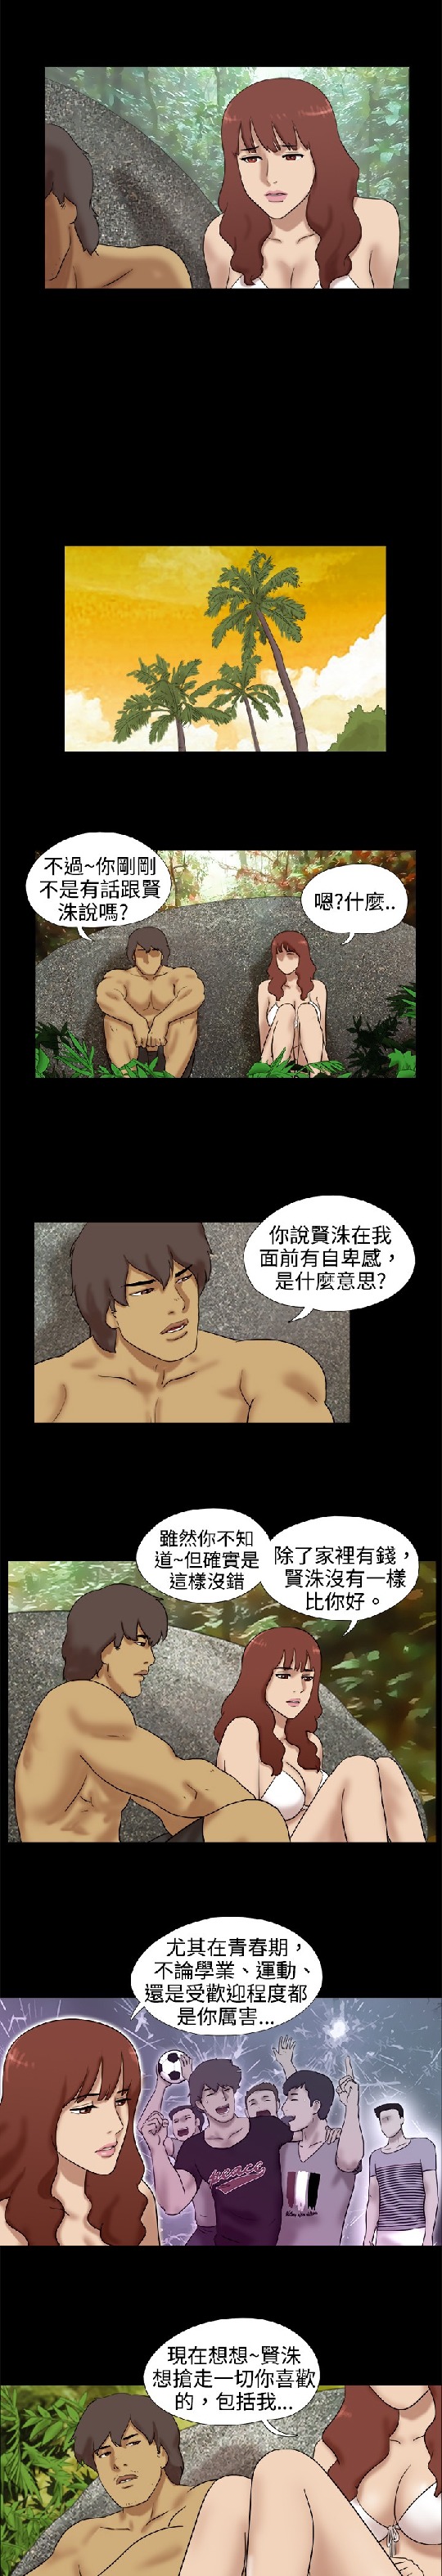 不過~你剛剛
不是有話跟賢
洙說嗎?
嗯?什麼..
你說賢洙在我
面前有自卑感，
是什麼意思?
雖然你不知
道~但確實是
這樣沒錯
除了家裡有錢，
賢洙沒有一樣
比你好。
尤其在青春期，
不論學業、運動、
還是受歡迎程度都
是你厲害...
現在想想~賢洙
想搶走一切你喜歡
的，包括我...